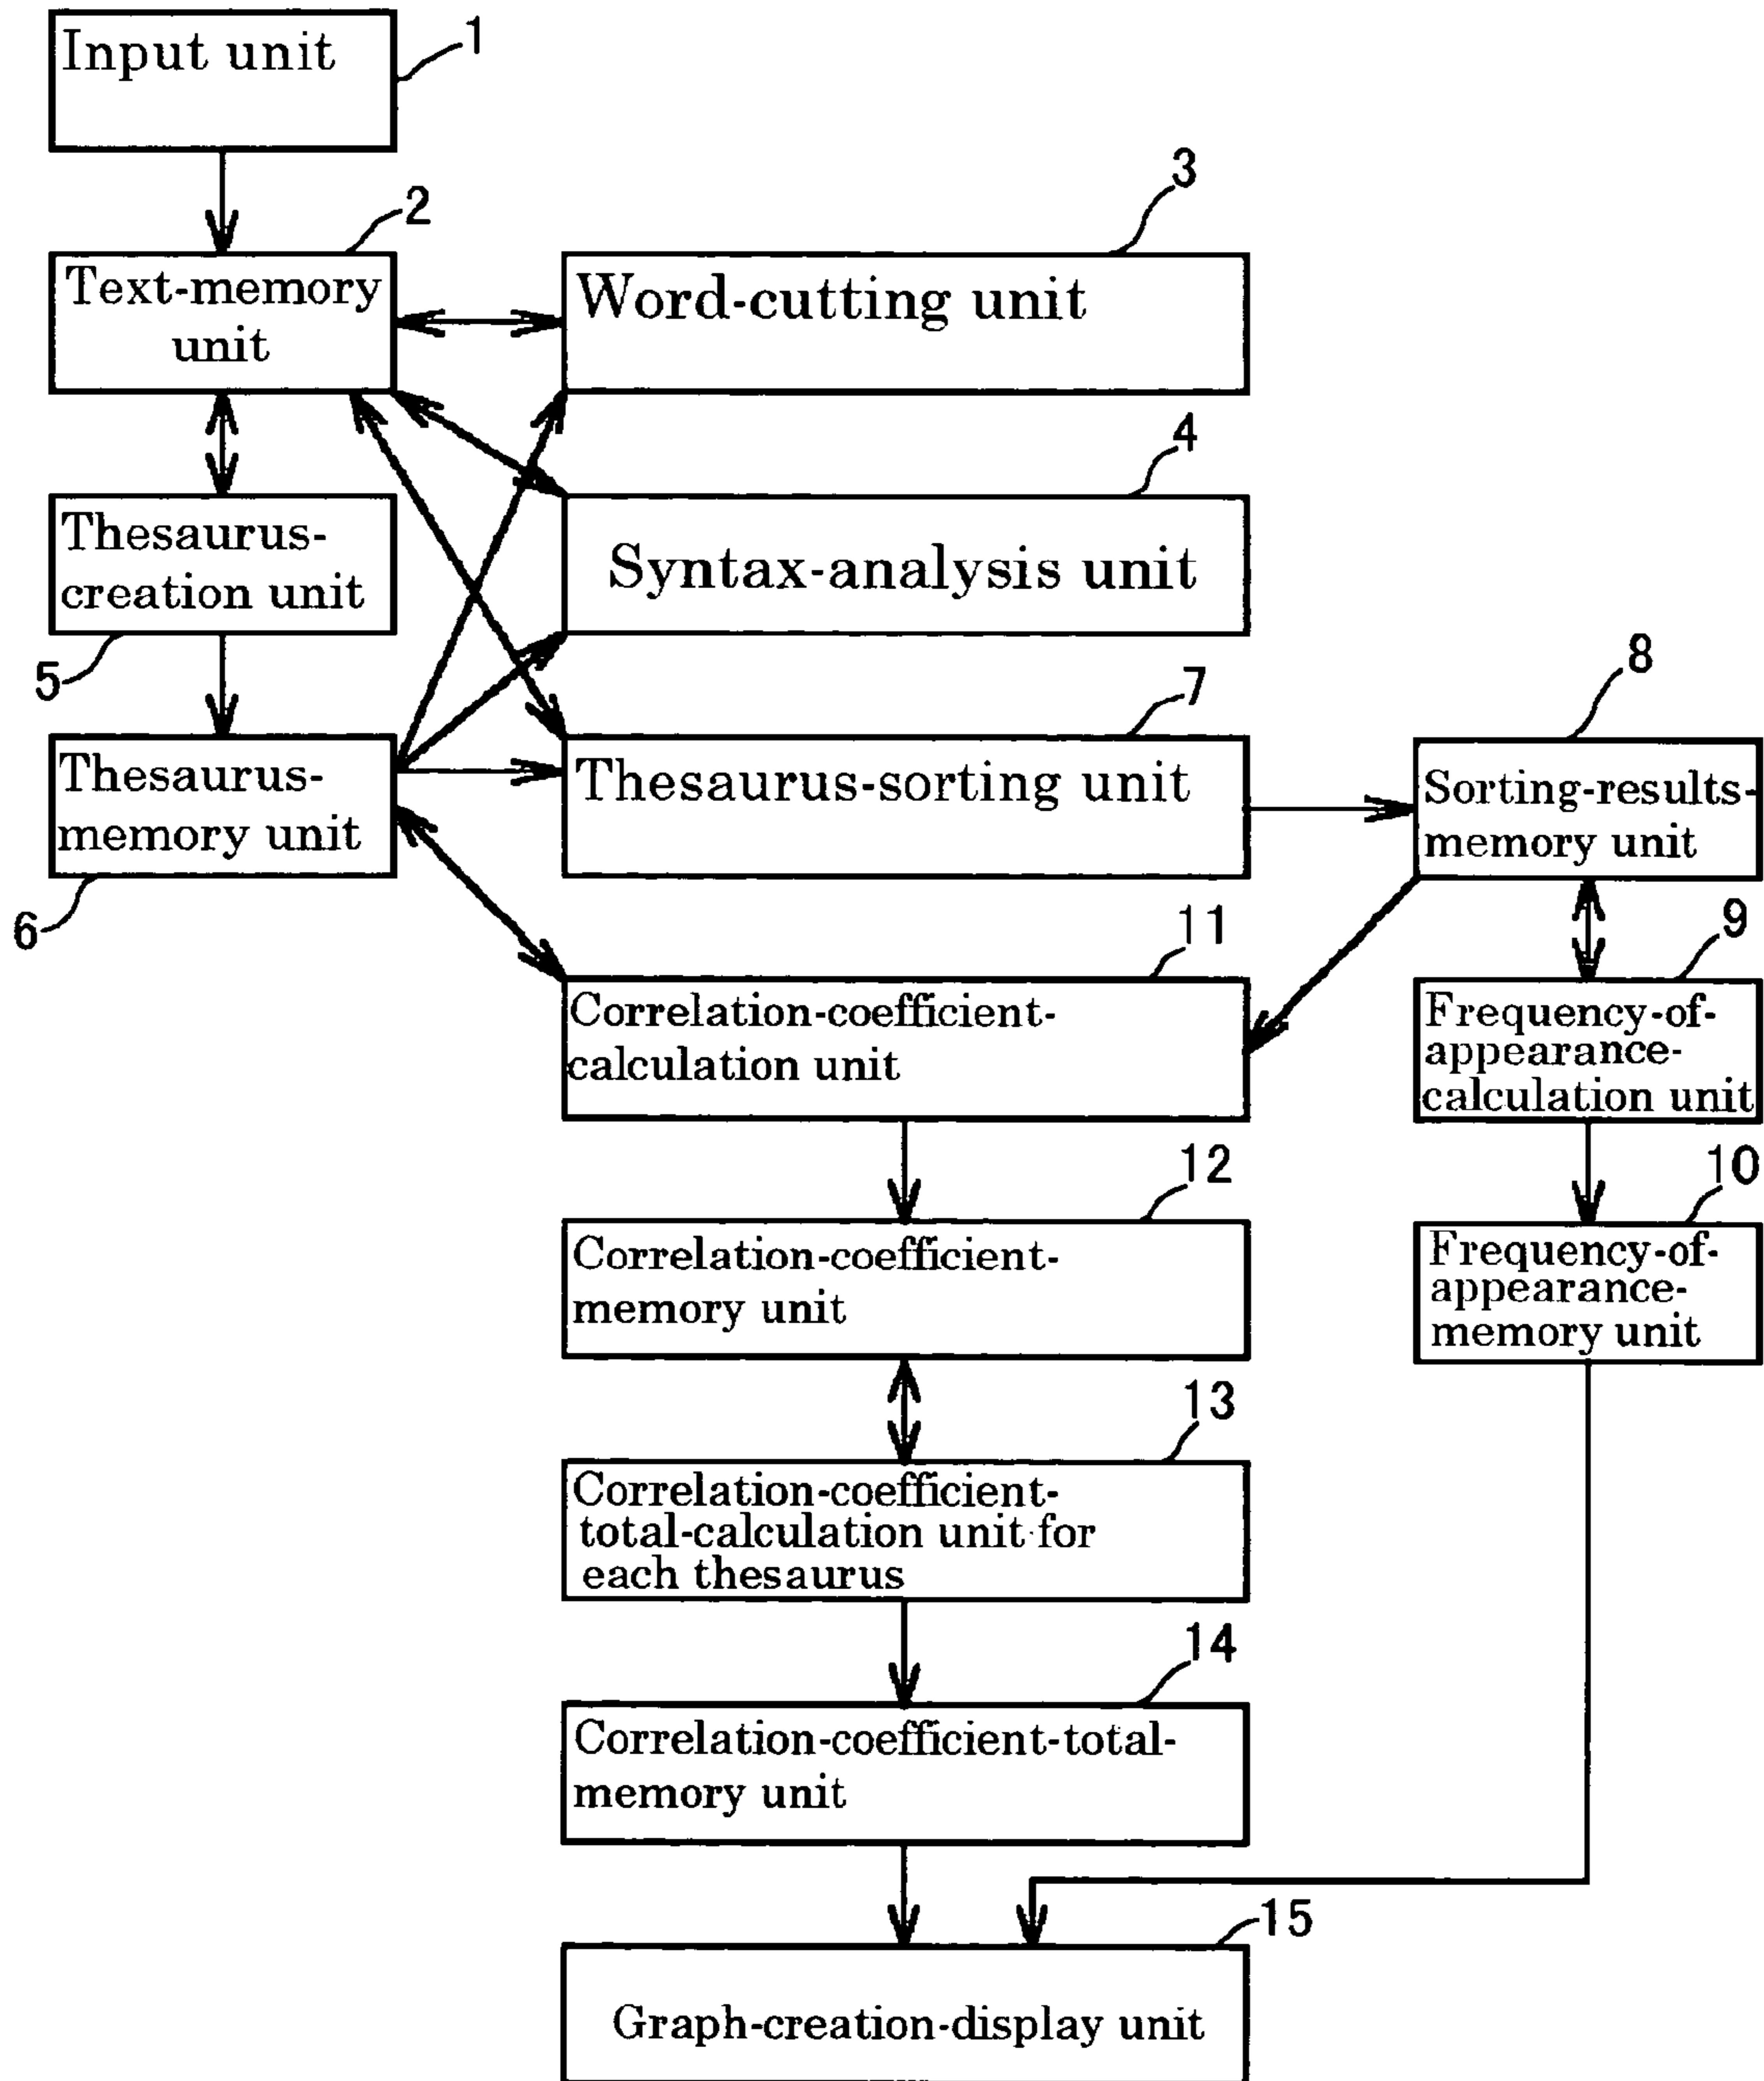 Input unit
1
2
Text-memory
unit
3
Word-cutting unit
4
Syntax-analysis unit
Thesaurus-
creation unit
5
Thesaurus-
memory unit
6
7
Thesaurus-sorting unit
8
Sorting-results-
memory unit
11
Correlation-coefficient-
calculation unit
9
Frequency-of-
appearance-
calculation unit
12
Correlation-coefficient-
memory unit
10
Frequency-of-
appearance-
memory unit
13
Correlation-coefficient-
total-calculation unit for
each thesaurus
14
Correlation-coefficient-total-
memory unit
15
Graph-creation-display unit